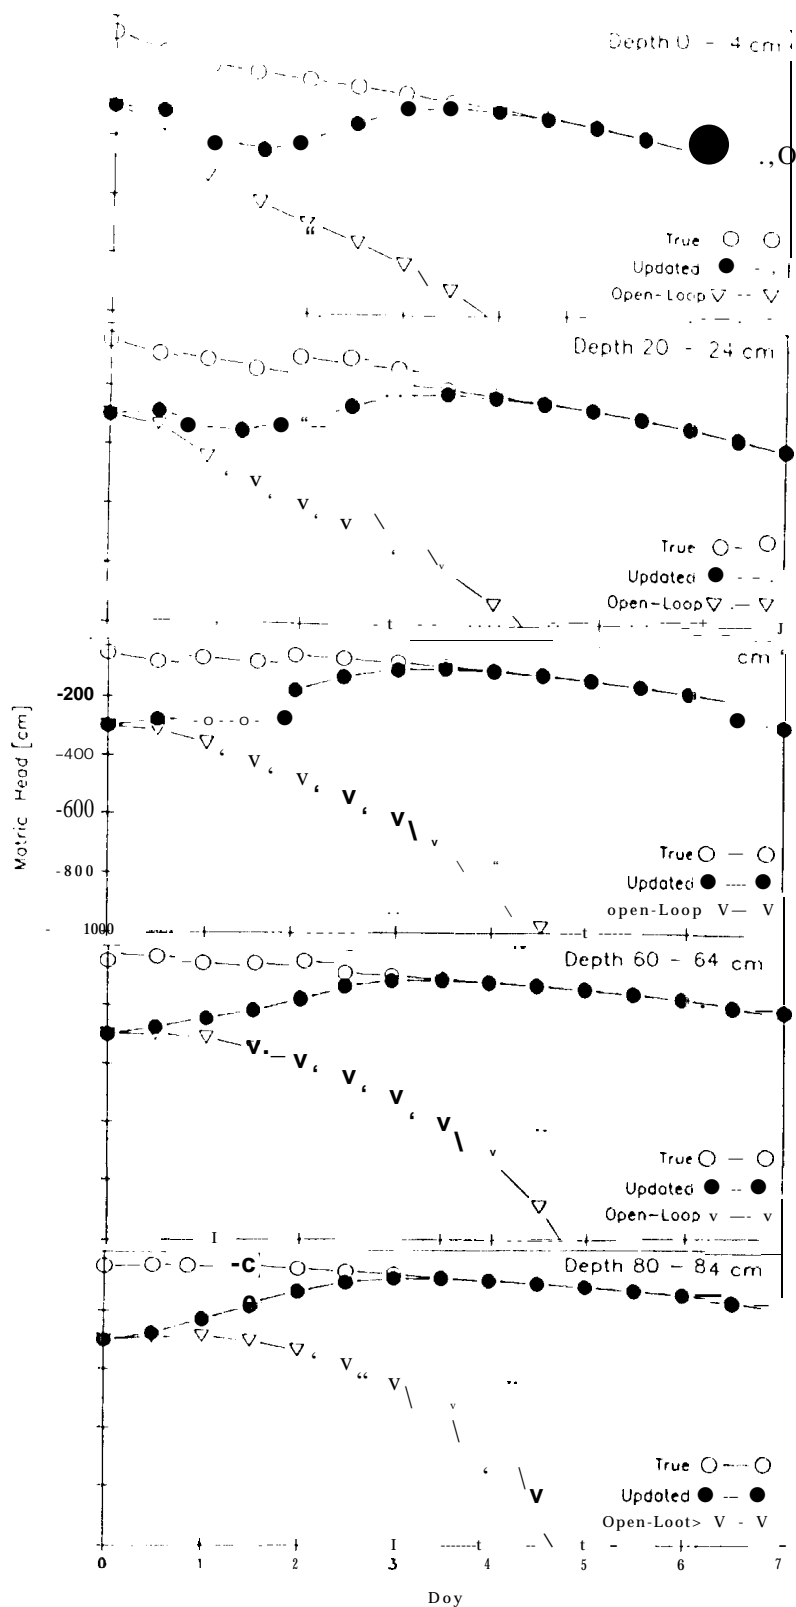 Depth 0 - 4 cm
True
Updated
Open-Loop
Depth 20 - 24 cm
True
Updated
Open-Loop
cm
-200
-400
-600
-800
1000
Matric Head [cm]
True
Updated
open-Loop V— V
Depth 60 - 64 cm
True
Updated
Open-Loop v —- v
Depth 80 - 84 cm
True
Updated
Open-Loot> V - V
0 1 2 3 4 5 6 7
Doy